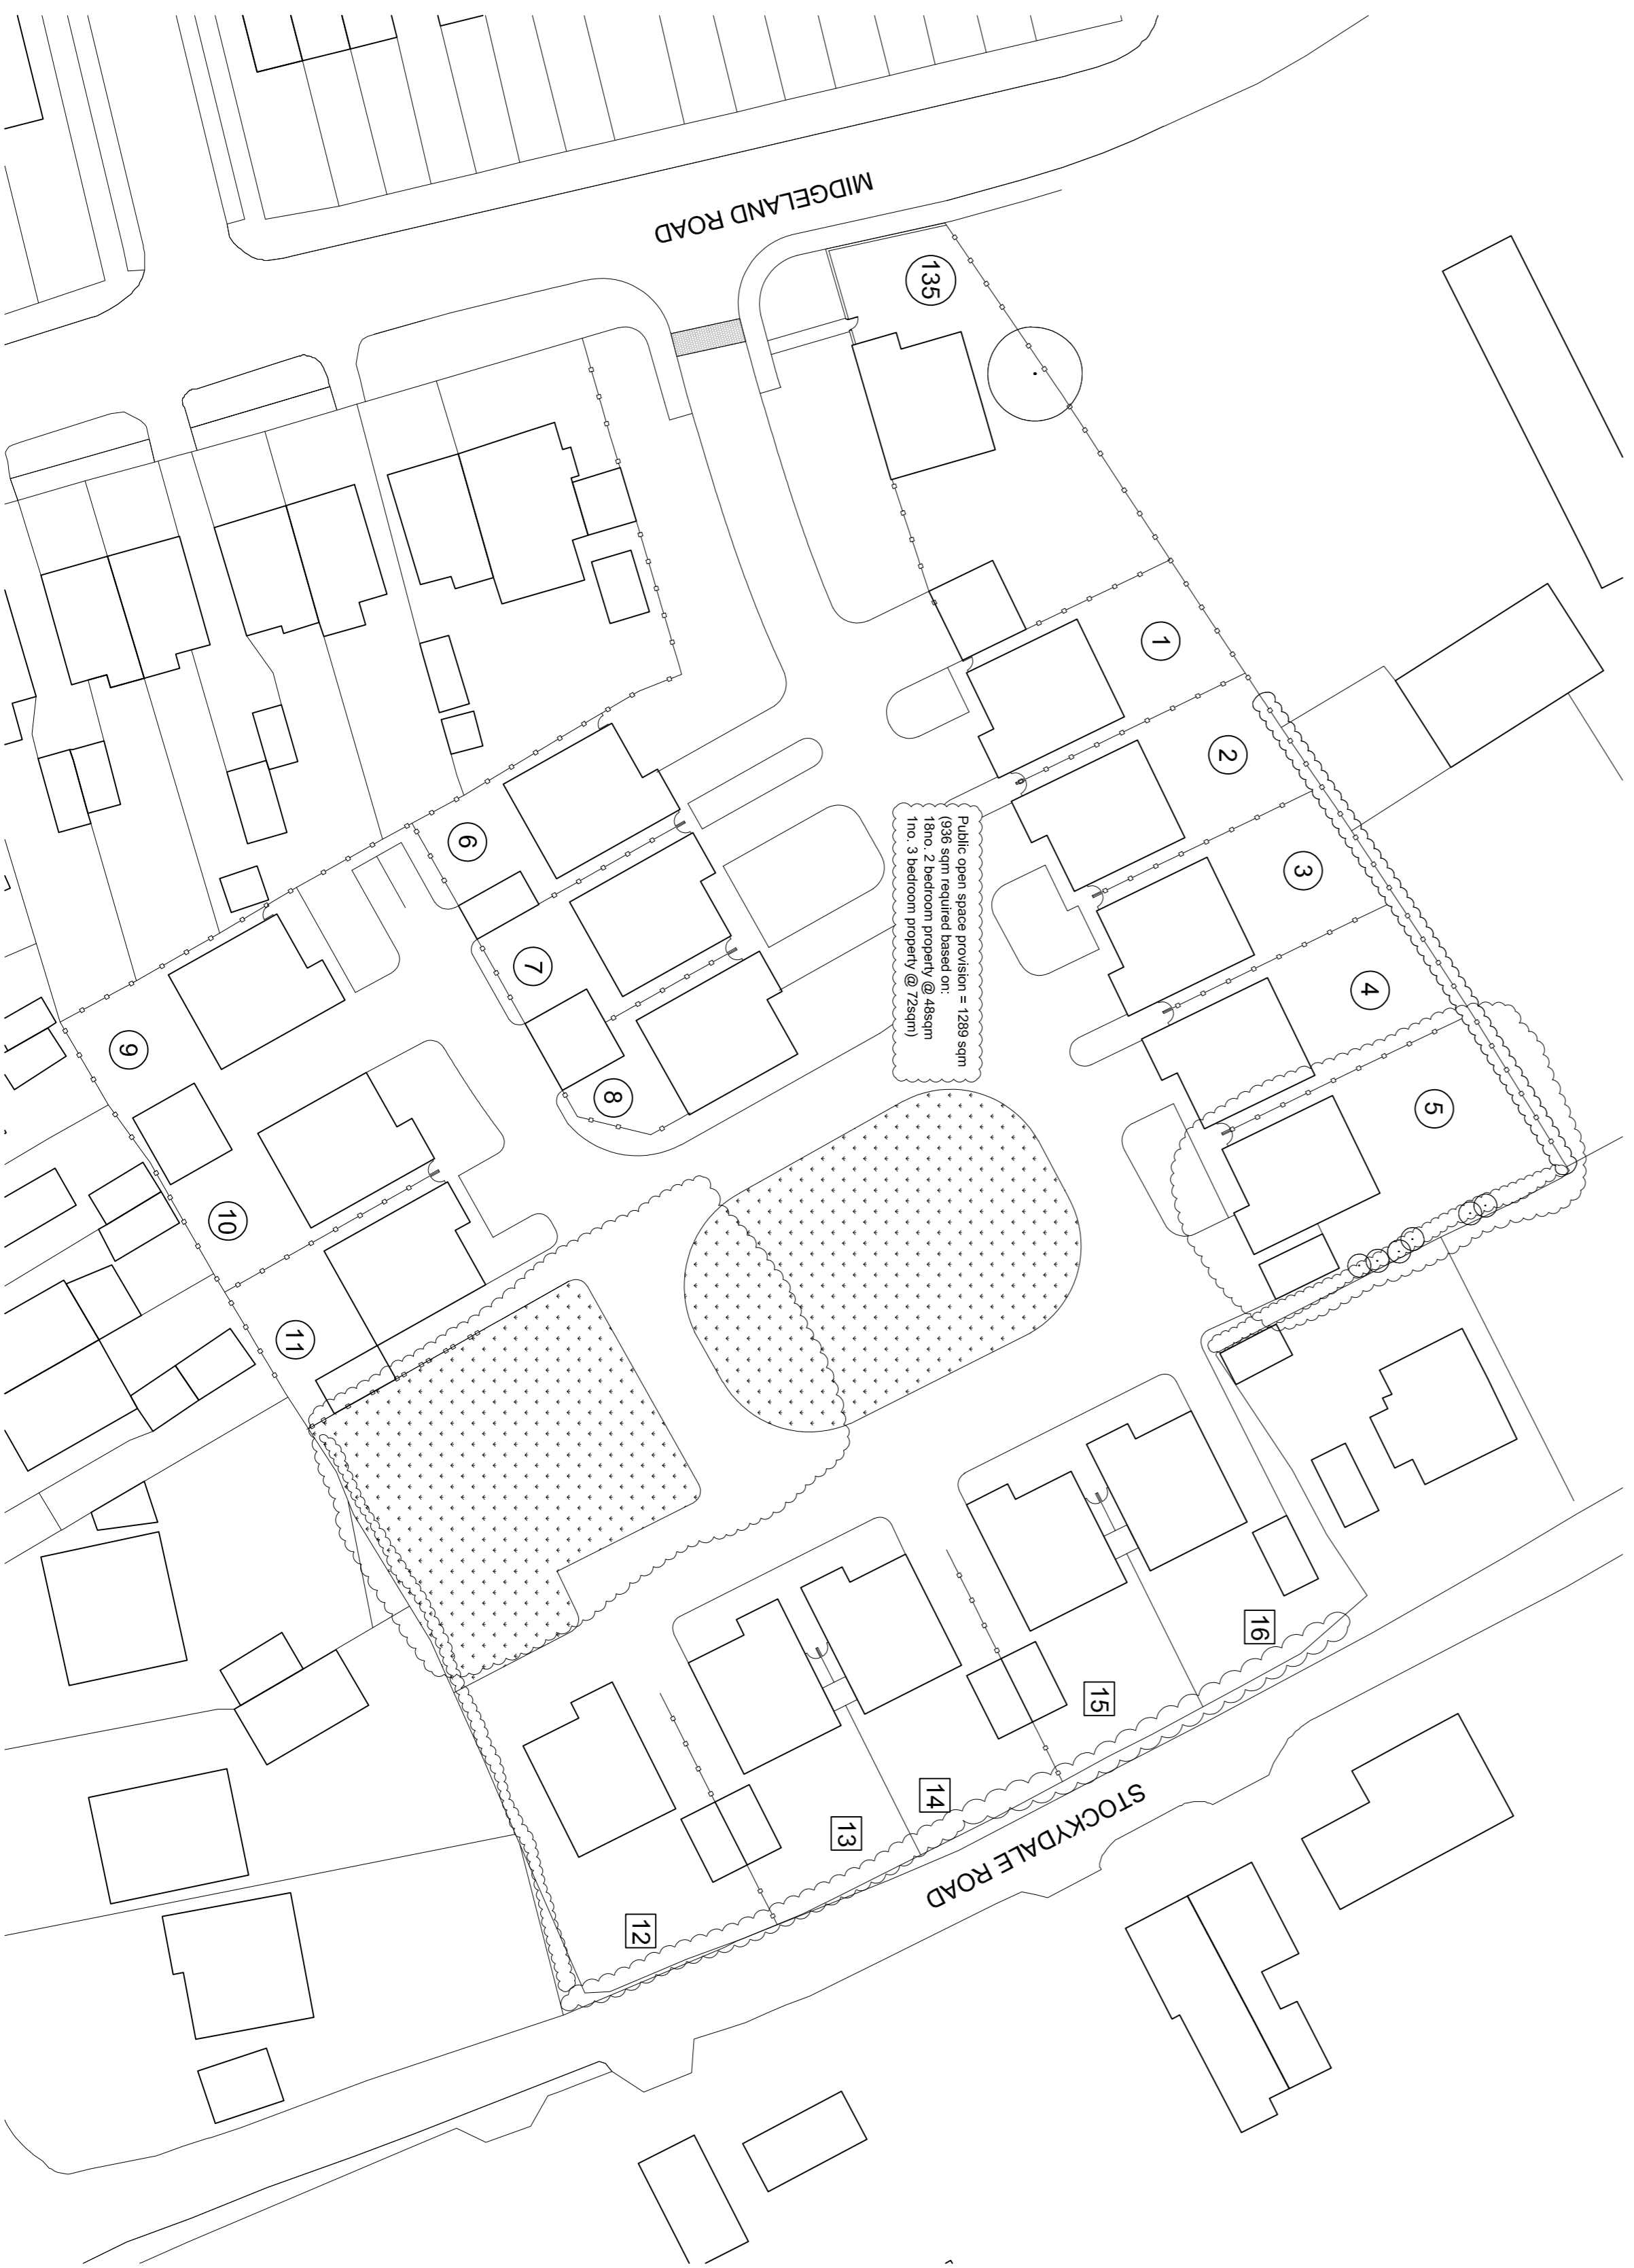 MIDGELAND ROAD
135
1
2
3
4
5
6
7
8
9
10
11
Public open space provision = 1289 sqm
(936 sqm required based on:
18no. 2 bedroom property @ 48sqm
1no. 3 bedroom property @ 72sqm)
16
15
14
13
12
STOCKYDALE ROAD